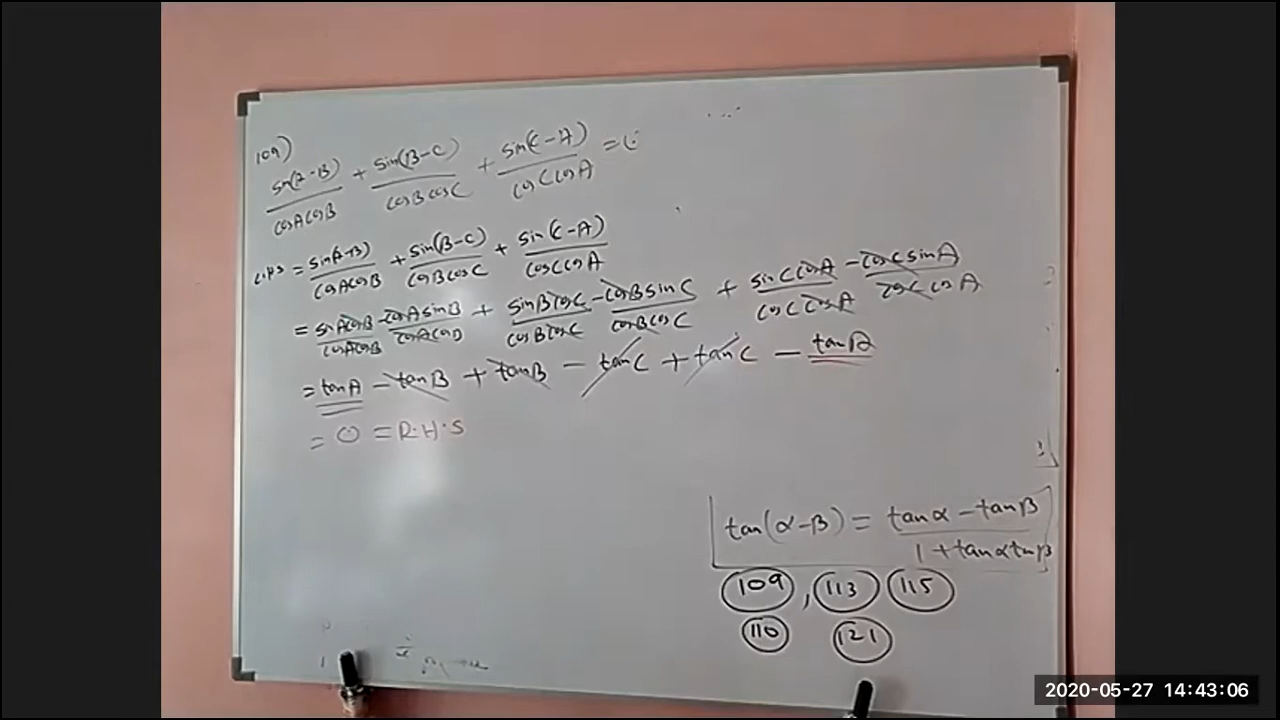 109)
sin(A-B)/cosAcosB + sin(B-C)/cosBcosC + sin(C-A)/cosCcosA =
L.H.S = sin(A-B)/cosAcosB + sin(B-C)/cosBcosC + sin(C-A)/cosCcosA
= sinAcosB/cosAcosB - cosAsinB/cosAcosB + sinBcosC/cosBcosC - cosBsinC/cosBcosC + sinCcosA/cosCcosA - cosCsinA/cosCcosA
= tanA - tanB + tanB - tanC + tanC - tanA
= 0 = R.H.S
tan(α-β) = tanα - tanβ / 1 + tanα tanβ
109, 113 115
110 121
2020-05-27 14:43:06